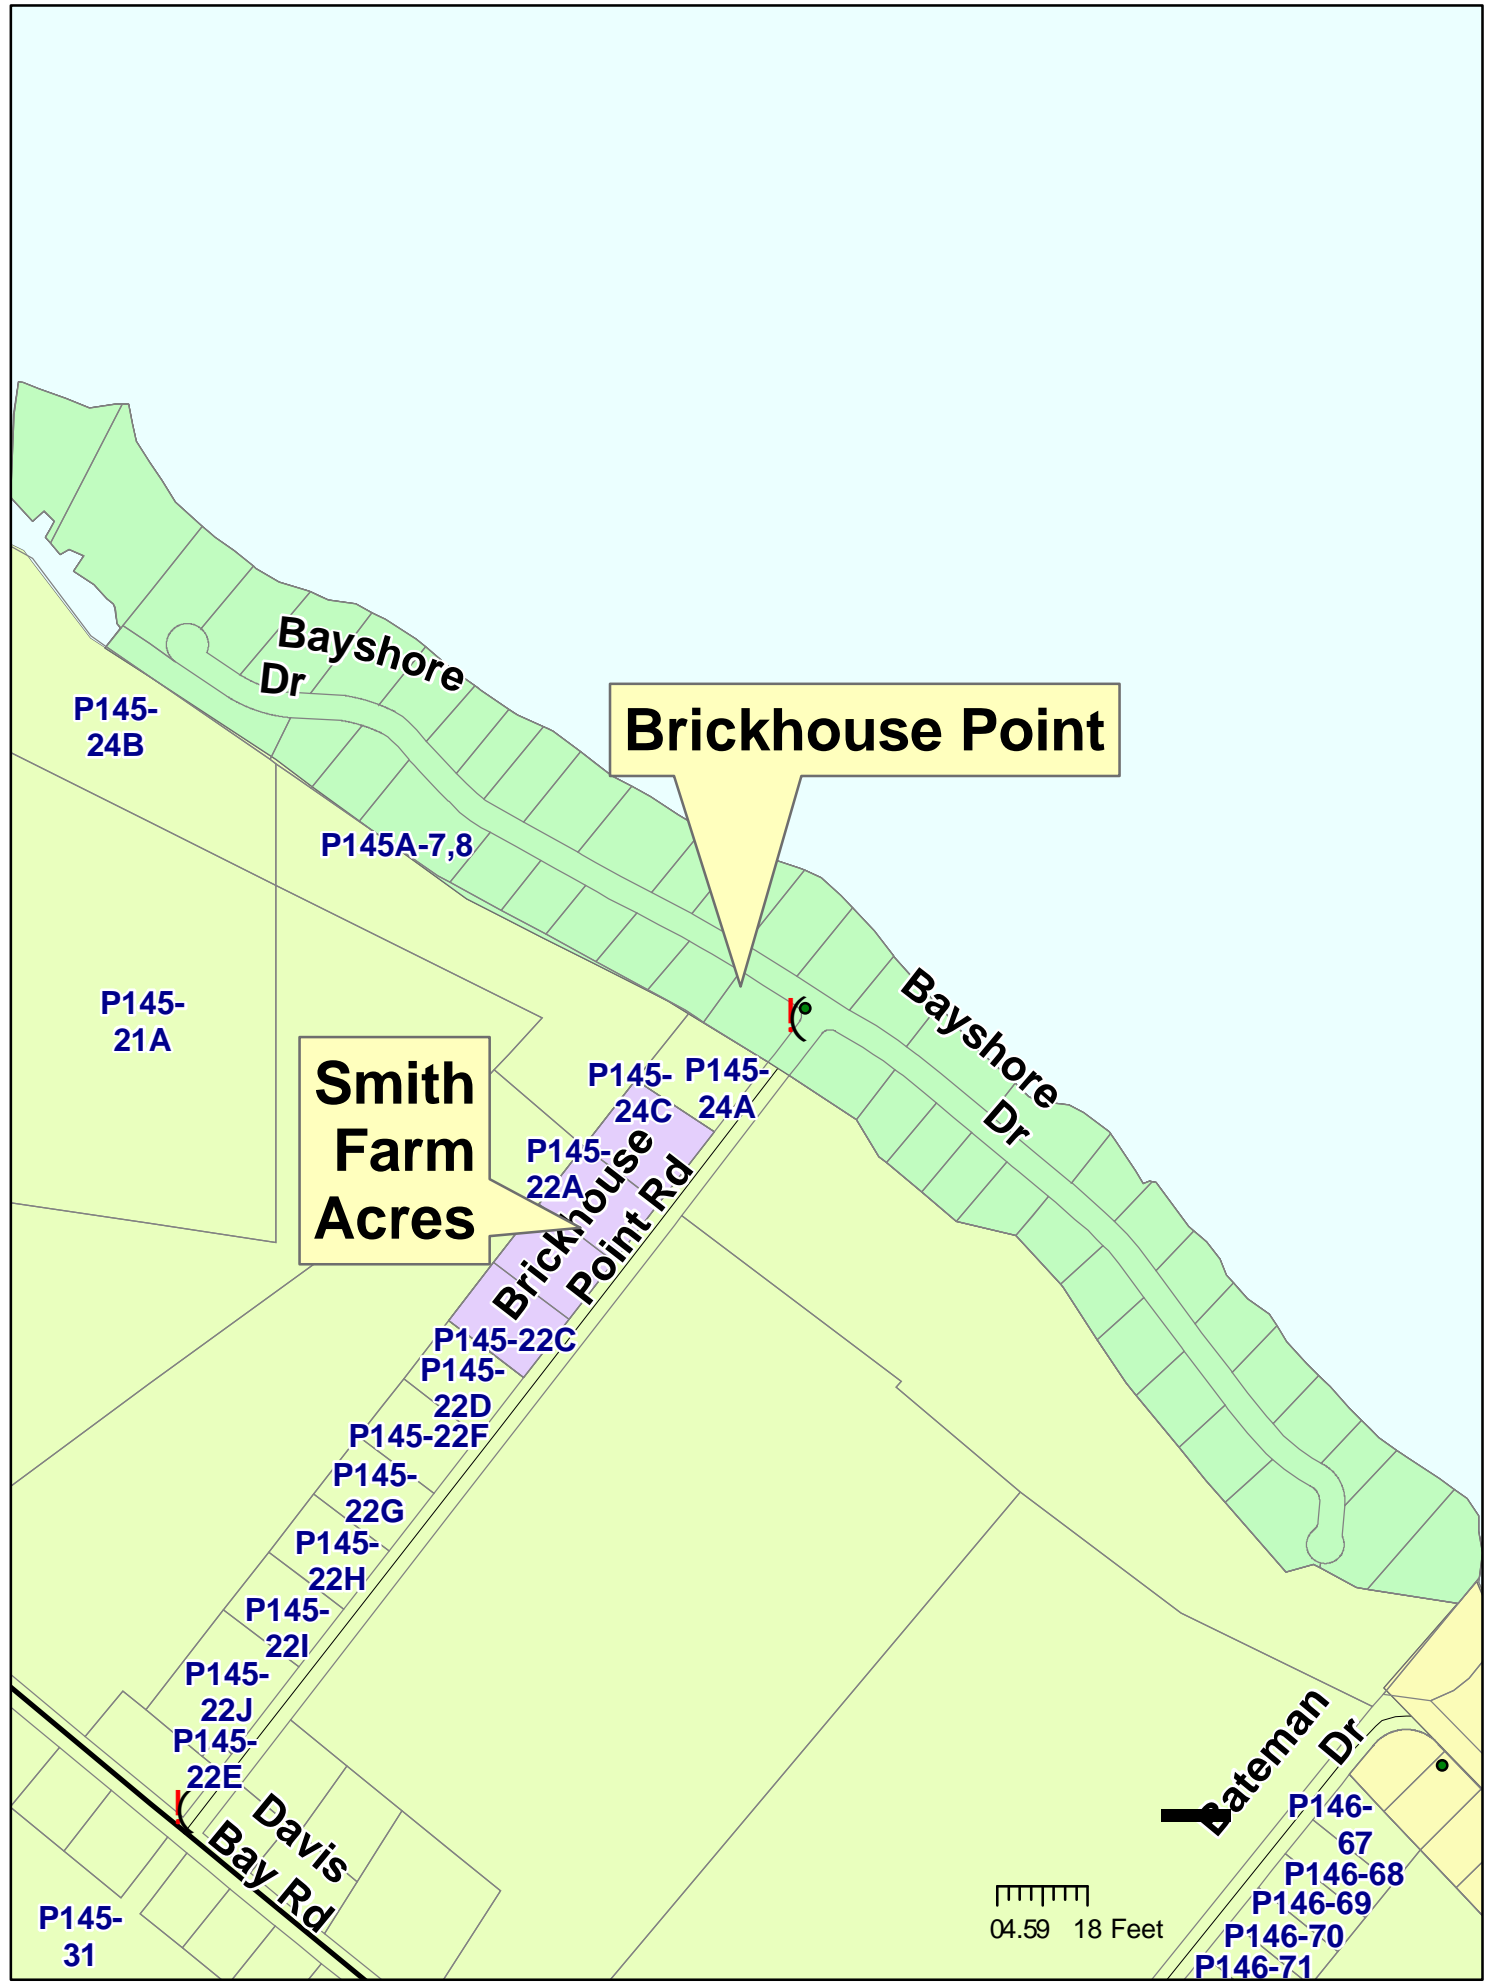 Bayshore
Dr
P145-
24B
Brickhouse Point
P145A-7,8
P145-
21A
Bayshore
Dr
Smith
Farm
Acres
P145-
24C
P145-
24A
P145-
22A
Brickhouse
Point Rd
P145-22C
P145-
22D
P145-22F
P145-
22G
P145-
22H
P145-
22I
P145-
22J
P145-
22E
Davis
Bay Rd
P145-
31
Bateman
Dr
P146-
67
P146-68
P146-69
P146-70
P146-71
04.59 18 Feet